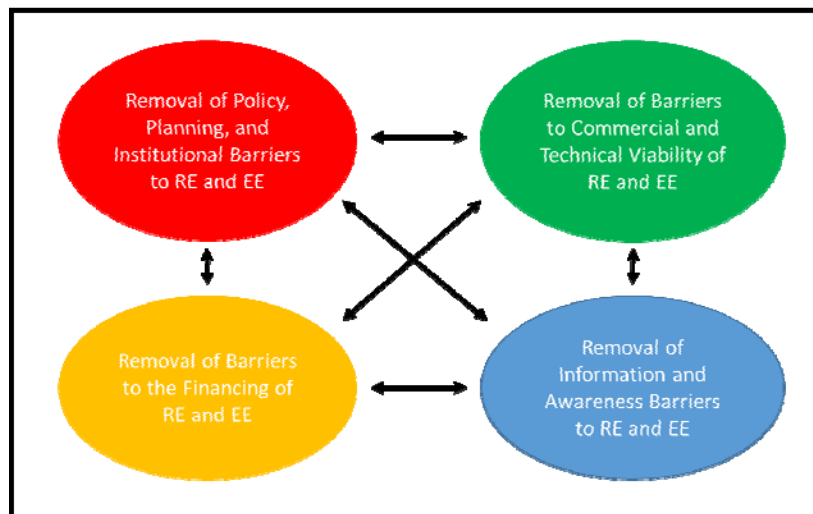 Removal of Policy,
Planning, and
Institutional Barriers
to RE and EE
Removal of Barriers
to Commercial and
Technical Viability of
RE and EE
Removal of Barriers
to the Financing of
RE and EE
Removal of
Information and
Awareness Barriers
to RE and EE